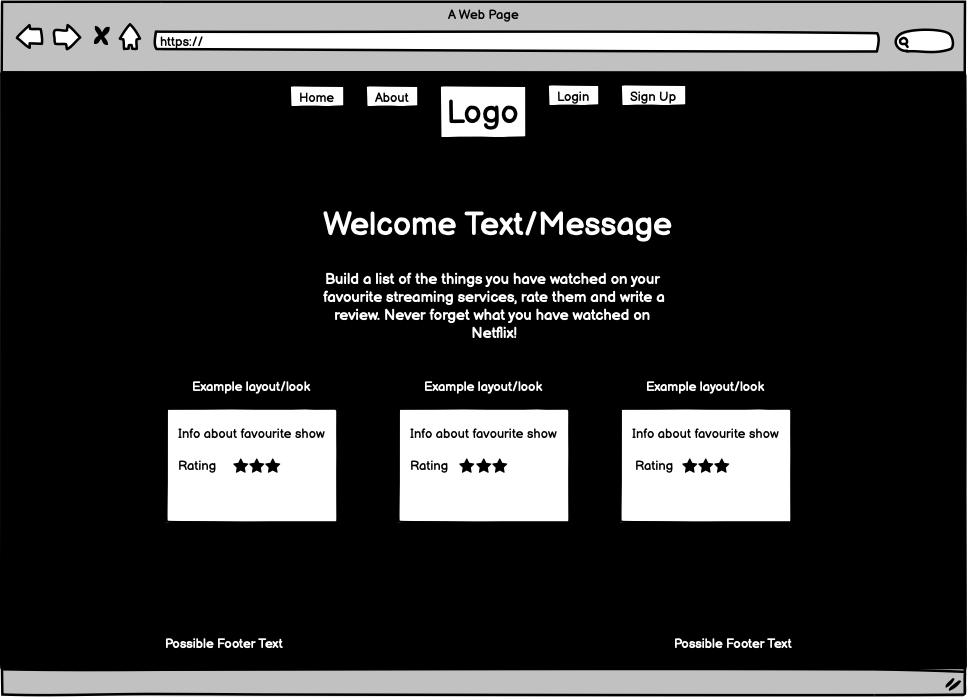 A Web Page
https://
Home About Logo Login Sign Up
Welcome Text/Message
Build a list of the things you have watched on your
favourite streaming services, rate them and write a
review. Never forget what you have watched on
Netflix!
Example layout/look Example layout/look Example layout/look
Info about favourite show Info about favourite show Info about favourite show
Rating Rating Rating
Possible Footer Text Possible Footer Text